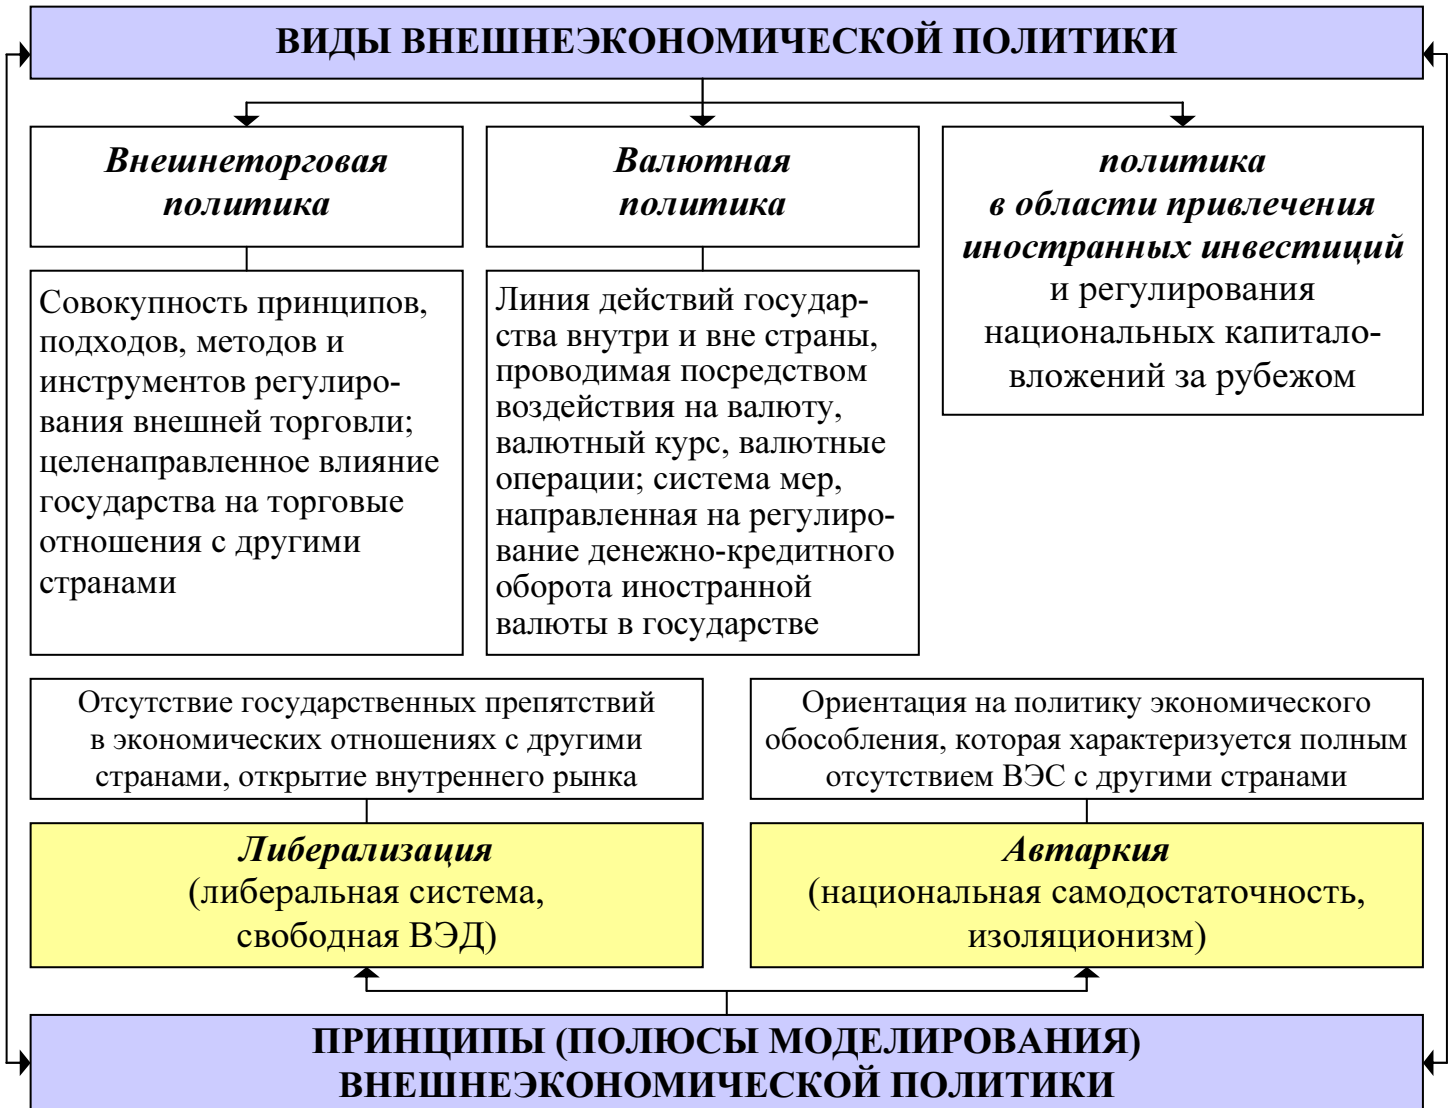 ВИДЫ ВНЕШНЕЭКОНОМИЧЕСКОЙ ПОЛИТИКИ
Внешнеторговая
политика
Совокупность принципов,
подходов, методов и
инструментов регулиро-
вания внешней торговли;
целенаправленное влияние
государства на торговые
отношения с другими
странами
Валютная
политика
Линия действий государ-
ства внутри и вне страны,
проводимая посредством
воздействия на валюту,
валютный курс, валютные
операции; система мер,
направленная на регулиро-
вание денежно-кредитного
оборота иностранной
валюты в государстве
политика
в области привлечения
иностранных инвестиций
и регулирования
национальных капитало-
вложений за рубежом
Отсутствие государственных препятствий
в экономических отношениях с другими
странами, открытие внутреннего рынка
Либерализация
(либеральная система,
свободная ВЭД)
Ориентация на политику экономического
обособления, которая характеризуется полным
отсутствием ВЭС с другими странами
Автаркия
(национальная самодостаточность,
изоляционизм)
ПРИНЦИПЫ (ПОЛЮСЫ МОДЕЛИРОВАНИЯ)
ВНЕШНЕЭКОНОМИЧЕСКОЙ ПОЛИТИКИ